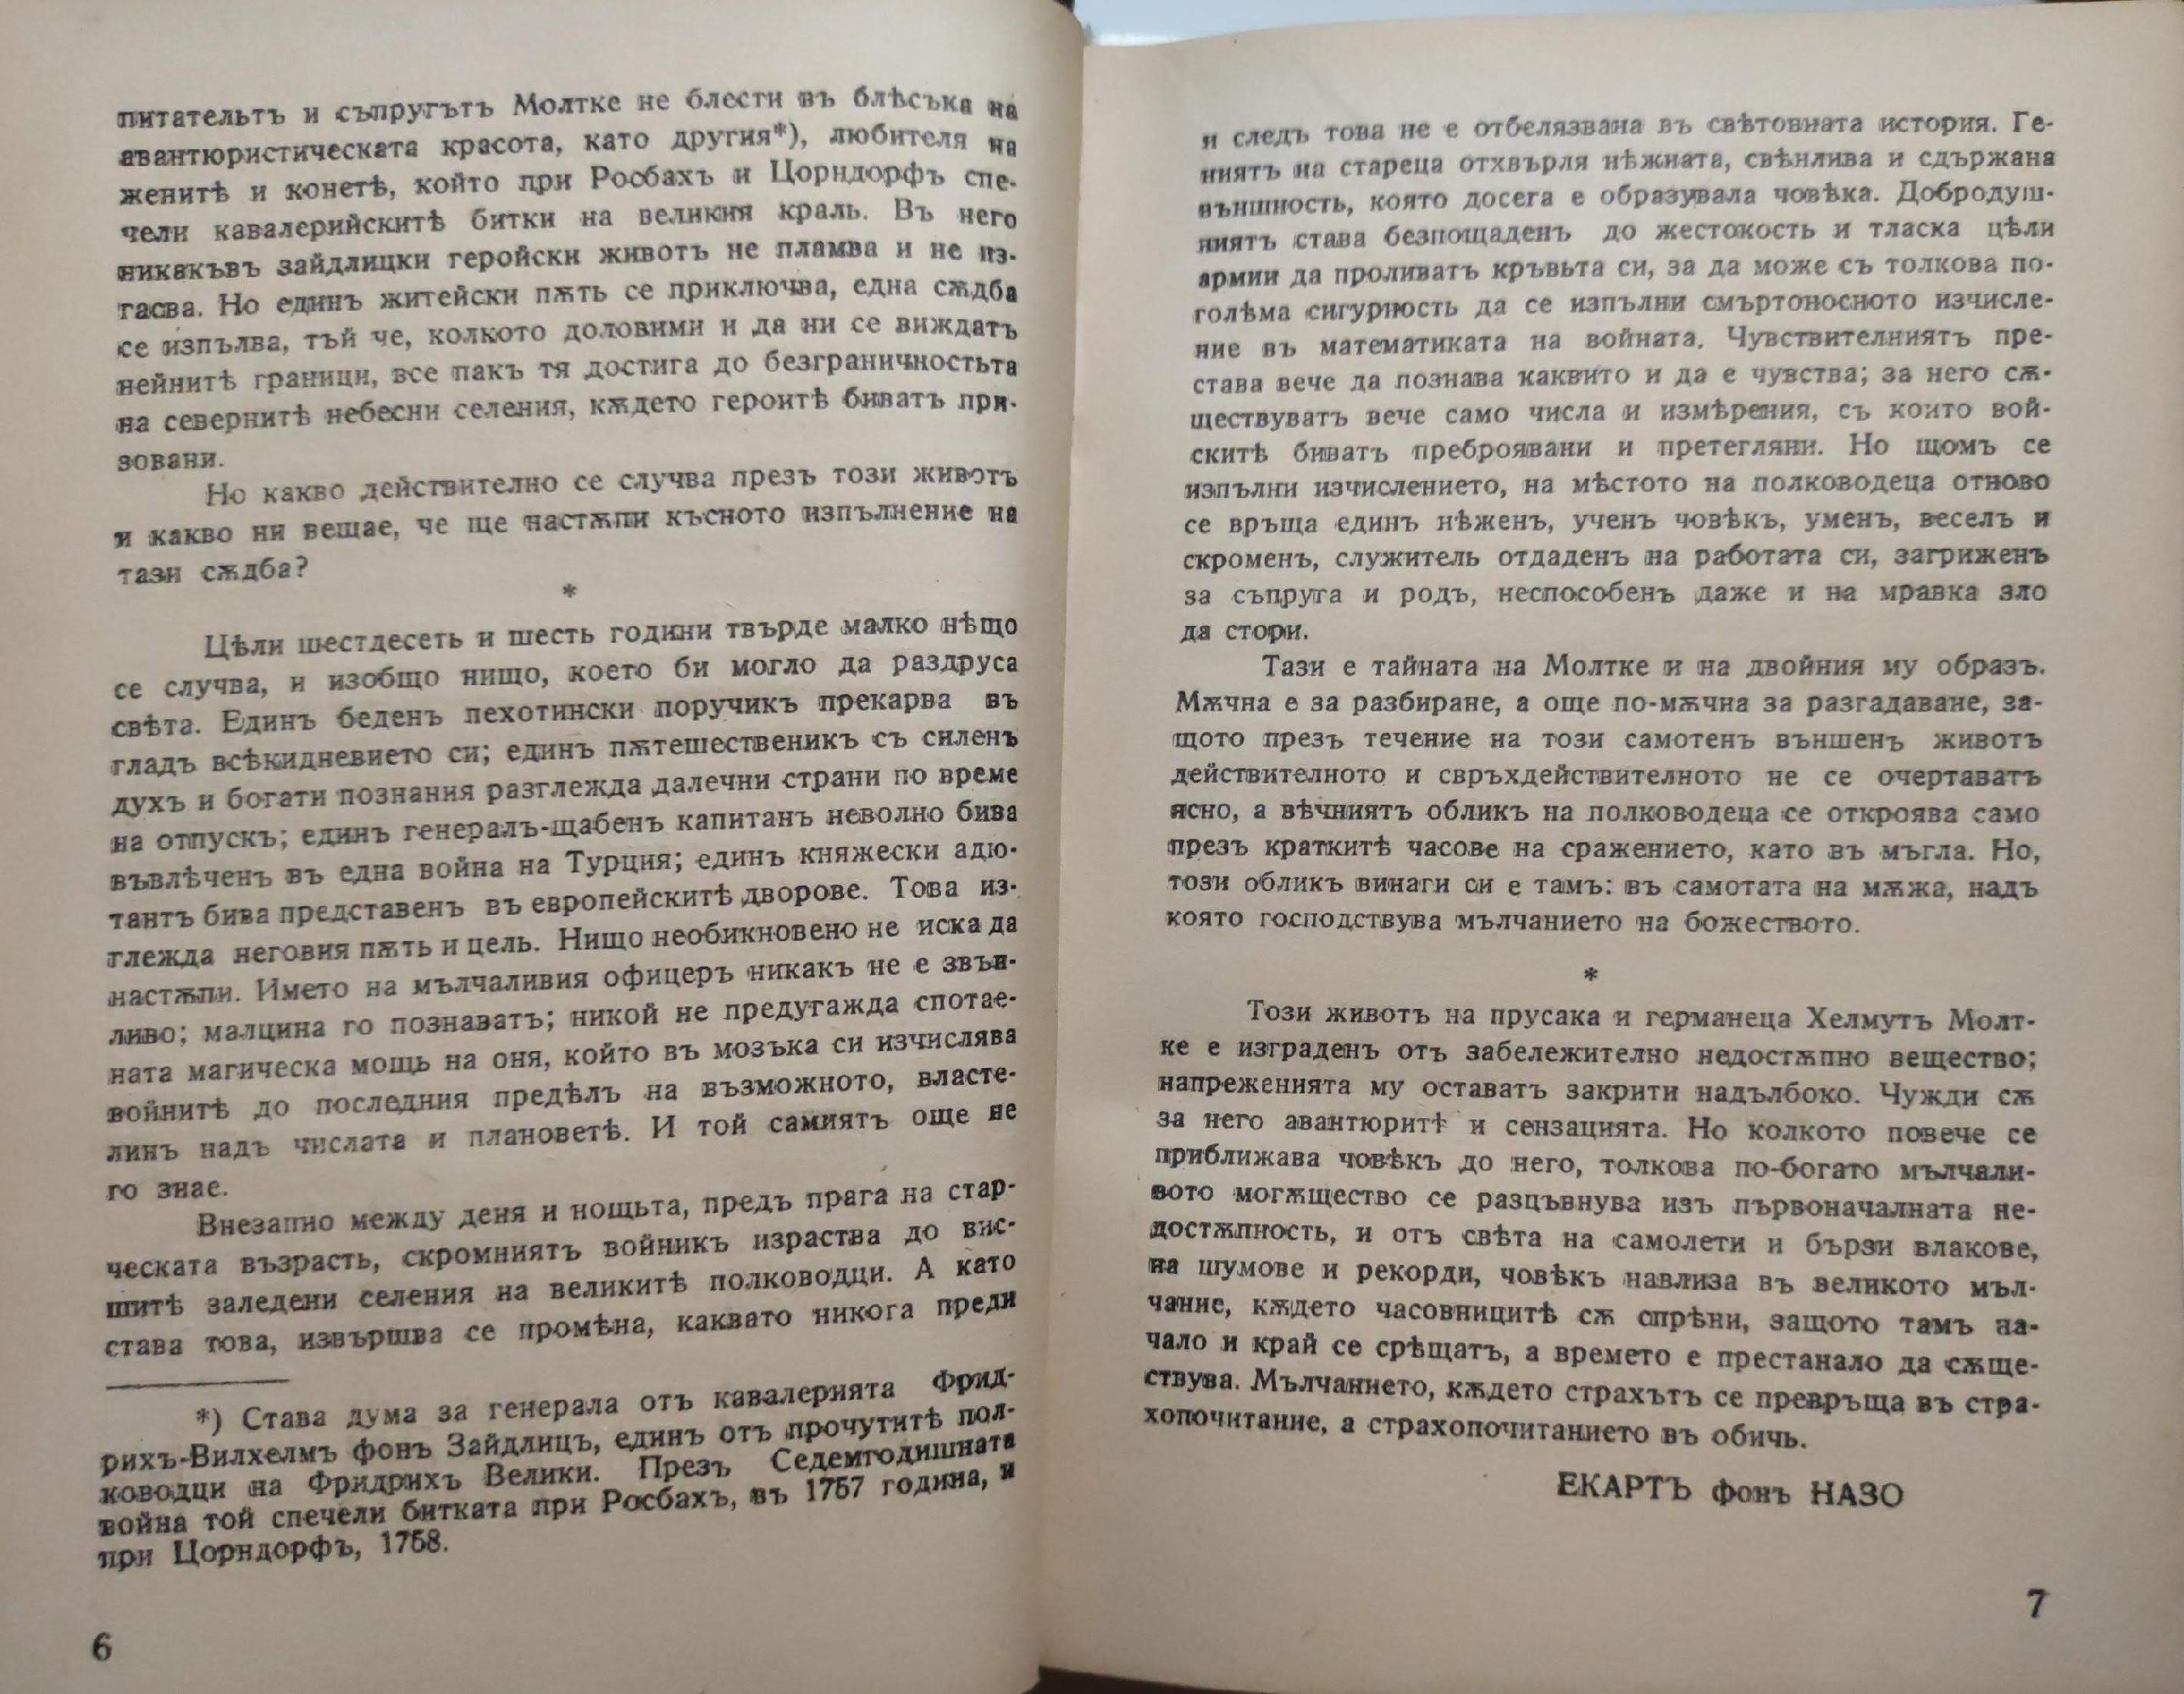 питательтъ и съпругътъ Молтке не блести въ блѣсъка на
авантюристическата красота, като другия*), любителя на
женитѣ и конетѣ, който при Росбахъ и Цорндорфъ спе-
чели кавалерийскитѣ битки на великия краль. Въ него
никакъвъ зайдлицки геройски животъ не пламва и не из-
гасва. Но единъ житейски пѫть се приключва, една сѫдба
се изпълва, тъй че, колкото доловими и да ни се виждатъ
нейнитѣ граници, все пакъ тя достига до безграничностьта
на севернитѣ небесни селения, кѫдето героитѣ биватъ при-
зовани.
Но какво действително се случва презъ този животъ
и какво ни вещае, че ще настѫпи късното изпълнение на
тази сѫдба?
*
Цѣли шестдесеть и шесть години твърде малко нѣщо
се случва, и изобщо нищо, което би могло да раздруса
свѣта. Единъ беденъ пехотински поручикъ прекарва въ
гладъ всѣкидневието си; единъ пѫтешественикъ съ силенъ
духъ и богати познания разглежда далечни страни по време
на отпускъ; единъ генералъ-щабенъ капитанъ неволно бива
въвлѣченъ въ една война на Турция; единъ княжески адю-
тантъ бива представенъ въ европейскитѣ дворове. Това из-
глежда неговия пѫть и цель. Нищо необикновено не иска да
настѫпи. Името на мълчаливия офицеръ никакъ не е звън-
ливо; малцина го познаватъ; никой не предугажда спотае-
ната магическа мощь на оня, който въ мозъка си изчислява
войнитѣ до последния предѣлъ на възможното, власте-
линъ надъ числата и плановетѣ. И той самиятъ още не
го знае.
Внезапно между деня и нощьта, предъ прага на стар-
ческата възрасть, скромниятъ войникъ израства до вис-
шитѣ заледени селения на великитѣ полководци. А като
става това, извършва се промѣна, каквато никога преди
*) Става дума за генерала отъ кавалерията Фрид-
рихъ-Вилхелмъ фонъ Зайдлицъ, единъ отъ прочутитѣ пол-
ководци на Фридрихъ Велики. Презъ Седемгодишната
война той спечели битката при Росбахъ, въ 1757 година, и
при Цорндорфъ, 1758.
6
и следъ това не е отбелязвана въ свѣтовната история. Ге-
ниятъ на стареца отхвърля нѣжната, свѣнлива и сдържана
външность, която досега е образувала човѣка. Добродуш-
ниятъ става безпощаденъ до жестокость и тласка цѣли
армии да проливатъ кръвьта си, за да може съ толкова по-
голѣма сигурность да се изпълни смъртоносното изчисле-
ние въ математиката на войната. Чувствителниятъ пре-
става вече да познава каквито и да е чувства; за него сѫ-
ществуватъ вече само числа и измѣрения, съ които вой-
скитѣ биватъ преброявани и претегляни. Но щомъ се
изпълни изчислението, на мѣстото на полководеца отново
се връща единъ нѣженъ, ученъ човѣкъ, уменъ, веселъ и
скроменъ, служитель отдаденъ на работата си, загриженъ
за съпруга и родъ, неспособенъ даже и на мравка зло
да стори.
Тази е тайната на Молтке и на двойния му образъ.
Мѫчна е за разбиране, а още по-мѫчна за разгадаване, за-
щото презъ течение на този самотенъ външенъ животъ
действителното и свръхдействителното не се очертаватъ
ясно, а вѣчниятъ обликъ на полководеца се откроява само
презъ краткитѣ часове на сражението, като въ мъгла. Но,
този обликъ винаги си е тамъ: въ самотата на мѫжа, надъ
която господствува мълчанието на божеството.
*
Този животъ на прусака и германеца Хелмутъ Молт-
ке е изграденъ отъ забележително недостѫпно вещество;
напреженията му оставатъ закрити надълбоко. Чужди сѫ
за него авантюритѣ и сензацията. Но колкото повече се
приближава човѣкъ до него, толкова по-богато мълчали-
вото могѫщество се разцъвнува изъ първоначалната не-
достѫпность, и отъ свѣта на самолети и бързи влакове,
на шумове и рекорди, човѣкъ навлиза въ великото мъл-
чание, кѫдето часовницитѣ сѫ спрѣни, защото тамъ на-
чало и край се срѣщатъ, а времето е престанало да сѫще-
ствува. Мълчанието, кѫдето страхътъ се превръща въ стра-
хопочитание, а страхопочитанието въ обичь.
ЕКАРТЪ фонъ НАЗО
7